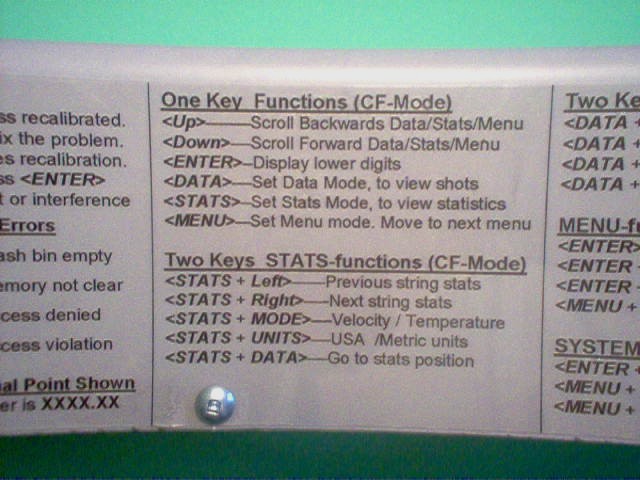 ss recalibrated.
ix the problem.
es recalibration.
ss <ENTER>
t or interference
Errors
ash bin empty
emory not clear
cess denied
cess violation
al Point Shown
er is XXXX.XX
One Key Functions (CF-Mode)
<Up>——Scroll Backwards Data/Stats/Menu
<Down>—Scroll Forward Data/Stats/Menu
<ENTER>–Display lower digits
<DATA>—Set Data Mode, to view shots
<STATS>—Set Stats Mode, to view statistics
<MENU>—Set Menu mode. Move to next menu
Two Keys STATS-functions (CF-Mode)
<STATS + Left>——Previous string stats
<STATS + Right>—Next string stats
<STATS + MODE>—Velocity / Temperature
<STATS + UNITS>—USA /Metric units
<STATS + DATA>—Go to stats position
Two Ke
<DATA +
<DATA +
<DATA +
<DATA +
MENU-fu
<ENTER>
<ENTER
<ENTER
<MENU +
SYSTEM
<ENTER +
<MENU +
<MENU +